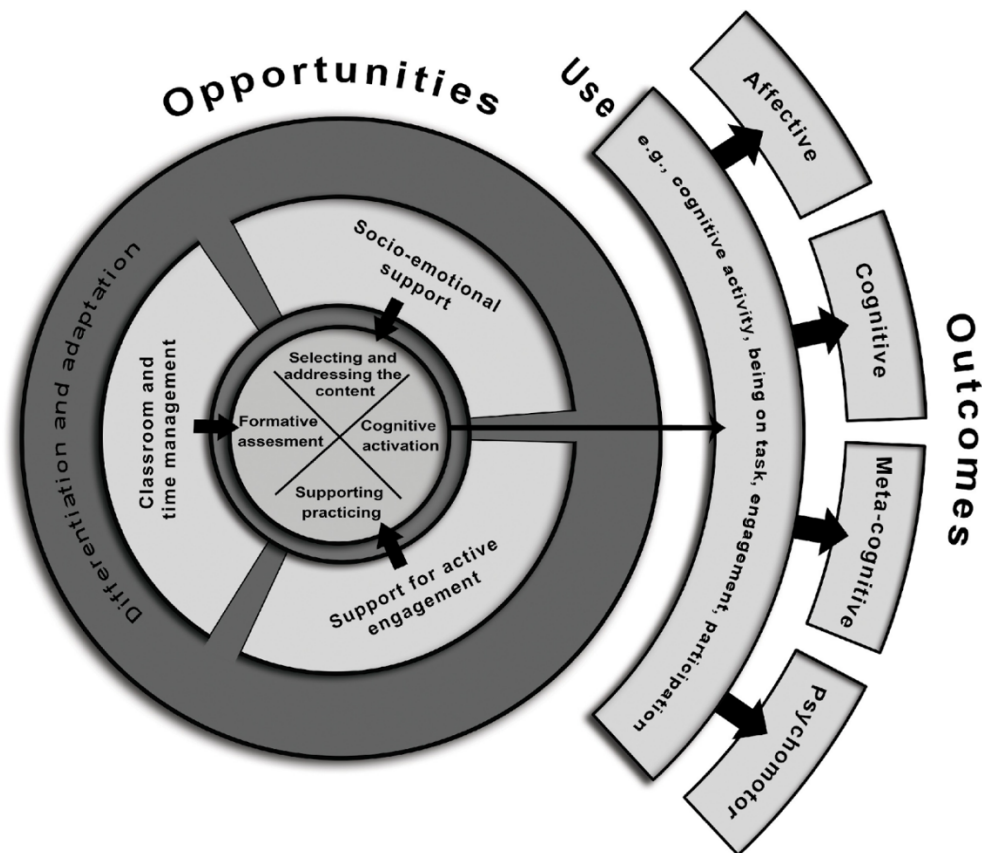 Opportunities
Use
Outcomes
Differentiation and adaptation
Socio-emotional
support
Classroom and
time management
Support for active
engagement
Selecting and
addressing the
content
Formative
assesment
Cognitive
activation
Supporting
practicing
e.g., cognitive activity, being on task, engagement, participation
Affective
Cognitive
Meta-cognitive
Psychomotor